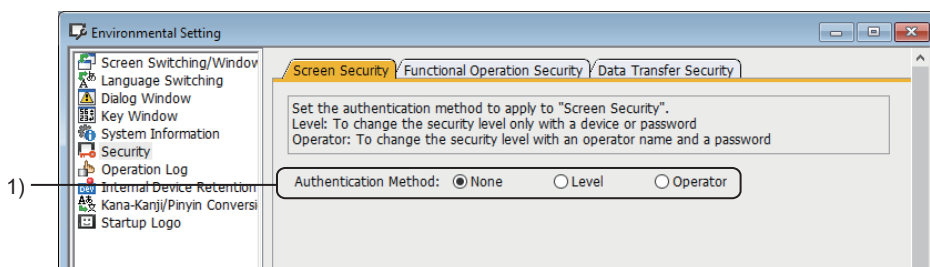 Environmental Setting
Screen Switching/Window
Language Switching
Dialog Window
Key Window
System Information
Security
Operation Log
Internal Device Retention
Kana-Kanji/Pinyin Conversi
Startup Logo
Screen Security
Functional Operation Security
Data Transfer Security
Set the authentication method to apply to "Screen Security".
Level: To change the security level only with a device or password
Operator: To change the security level with an operator name and a password
1)
Authentication Method: None Level Operator